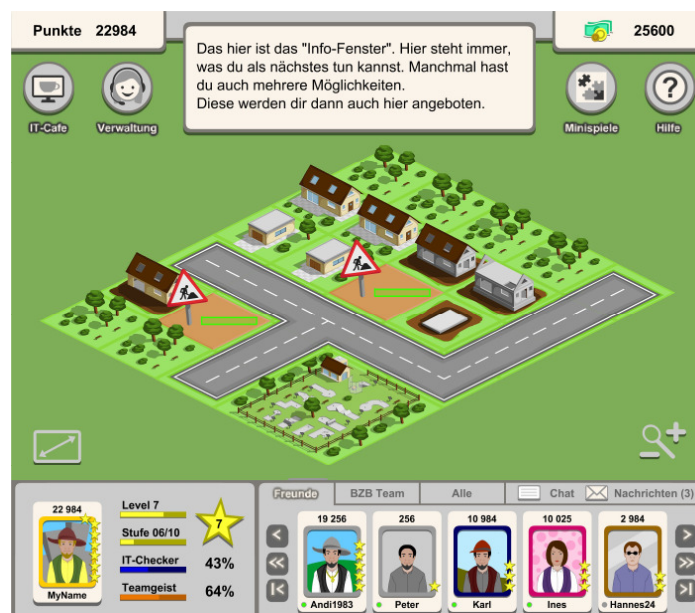 Punkte 22984
25600
Das hier ist das "Info-Fenster". Hier steht immer,
was du als nächstes tun kannst. Manchmal hast
du auch mehrere Möglichkeiten.
Diese werden dir dann auch hier angeboten.
IT-Cafe
Verwaltung
Minispiele
Hilfe
22 984
MyName
Level 7
Stufe 06/10
IT-Checker 43%
Teamgeist 64%
7
Freunde
BZB Team
Alle
Chat
Nachrichten (3)
19 256
Andi1983
256
Peter
10 984
Karl
10 025
Ines
2 984
Hannes24